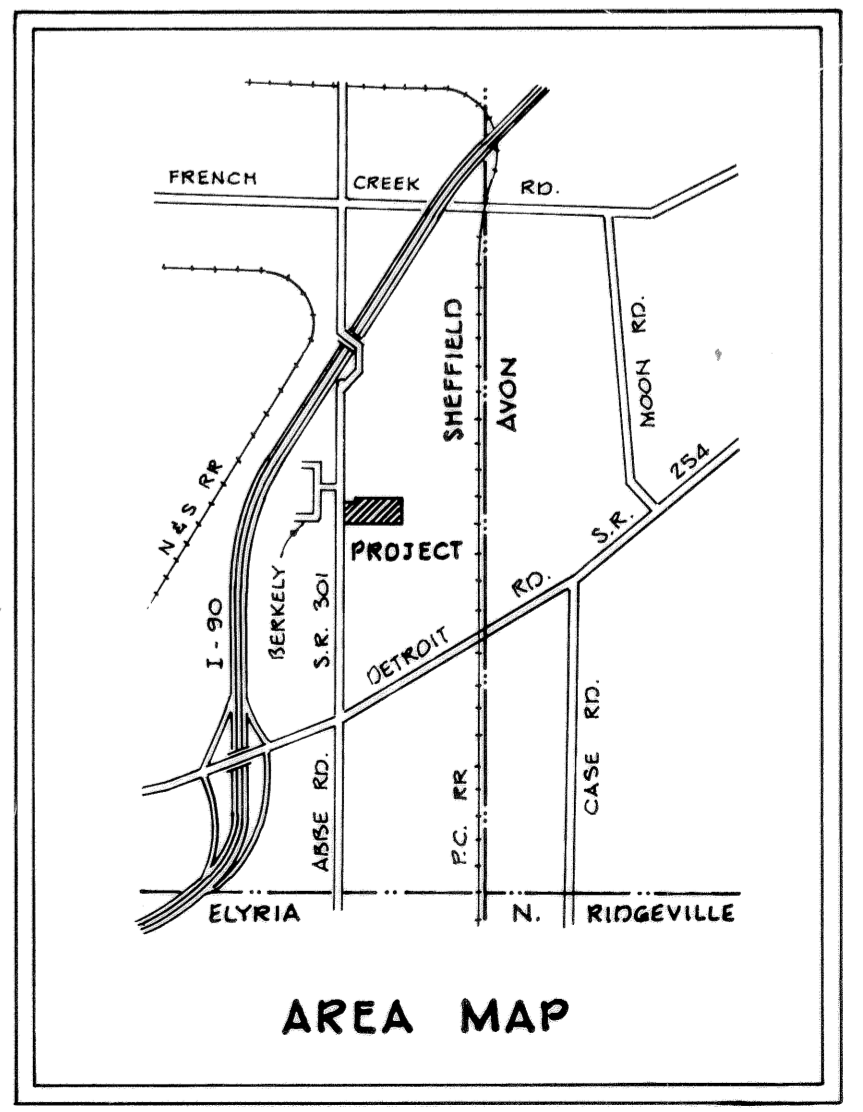 FRENCH CREEK RD.
SHEFFIELD
AVON
MOON RD.
N & S RR
S.R. 254
PROJECT
I-90
BERKELY
S.R. 301
DETROIT RD.
ABBE RD.
P.C. RR
CASE RD.
ELYRIA
N. RIDGEVILLE
AREA MAP